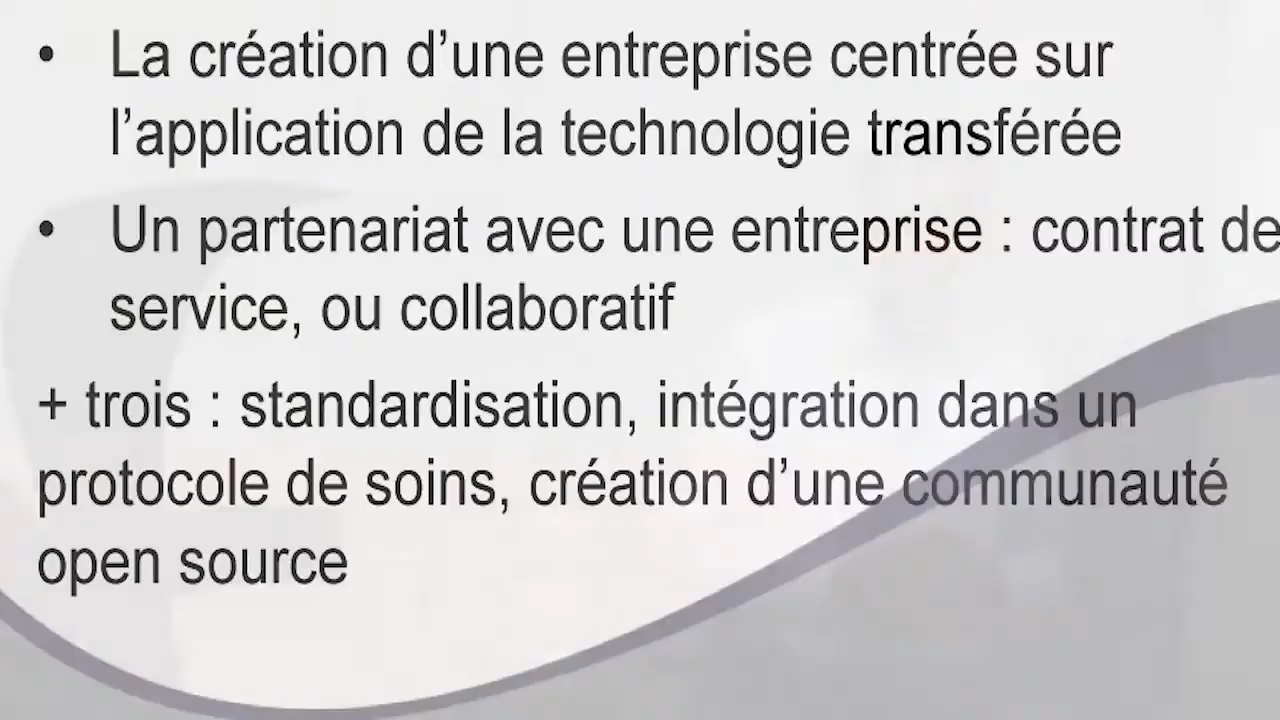 • La création d’une entreprise centrée sur
l’application de la technologie transférée
• Un partenariat avec une entreprise : contrat de
service, ou collaboratif
+ trois : standardisation, intégration dans un
protocole de soins, création d’une communauté
open source